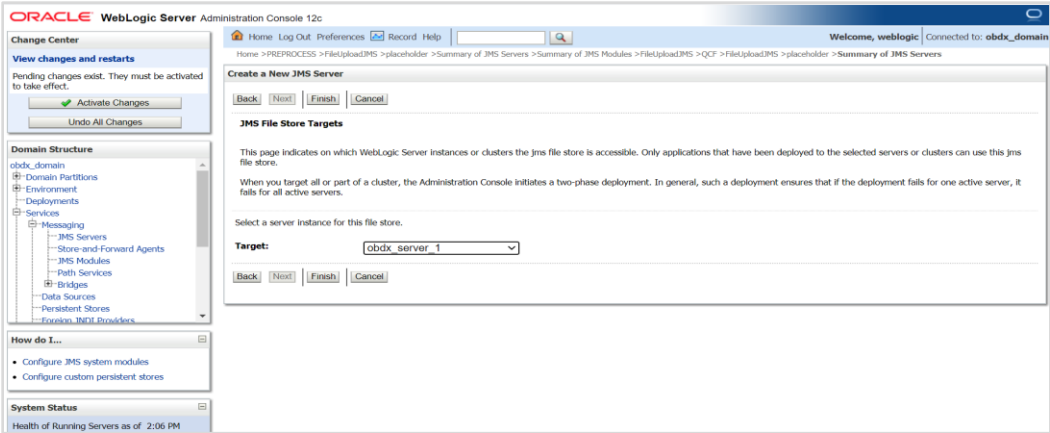 ORACLE WebLogic Server Administration Console 12c
Change Center
View changes and restarts
Pending changes exist. They must be activated
to take effect.
Activate Changes
Undo All Changes
Domain Structure
obdx_domain
Domain Partitions
Environment
Deployments
Services
Messaging
JMS Servers
Store-and-Forward Agents
JMS Modules
Path Services
Bridges
Data Sources
Persistent Stores
Foreign JNDI Providers
How do I...
Configure JMS system modules
Configure custom persistent stores
System Status
Health of Running Servers as of 2:06 PM
Home Log Out Preferences Record Help
Welcome, weblogic Connected to: obdx_domain
Home >PREPROCESS >FileUploadJMS >placeholder >Summary of JMS Servers >Summary of JMS Modules >FileUploadJMS >QCF >FileUploadJMS >placeholder >Summary of JMS Servers
Create a New JMS Server
Back Next Finish Cancel
JMS File Store Targets
This page indicates on which WebLogic Server instances or clusters the jms file store is accessible. Only applications that have been deployed to the selected servers or clusters can use this jms
file store.
When you target all or part of a cluster, the Administration Console initiates a two-phase deployment. In general, such a deployment ensures that if the deployment fails for one active server, it
fails for all active servers.
Select a server instance for this file store.
Target: obdx_server_1
Back Next Finish Cancel